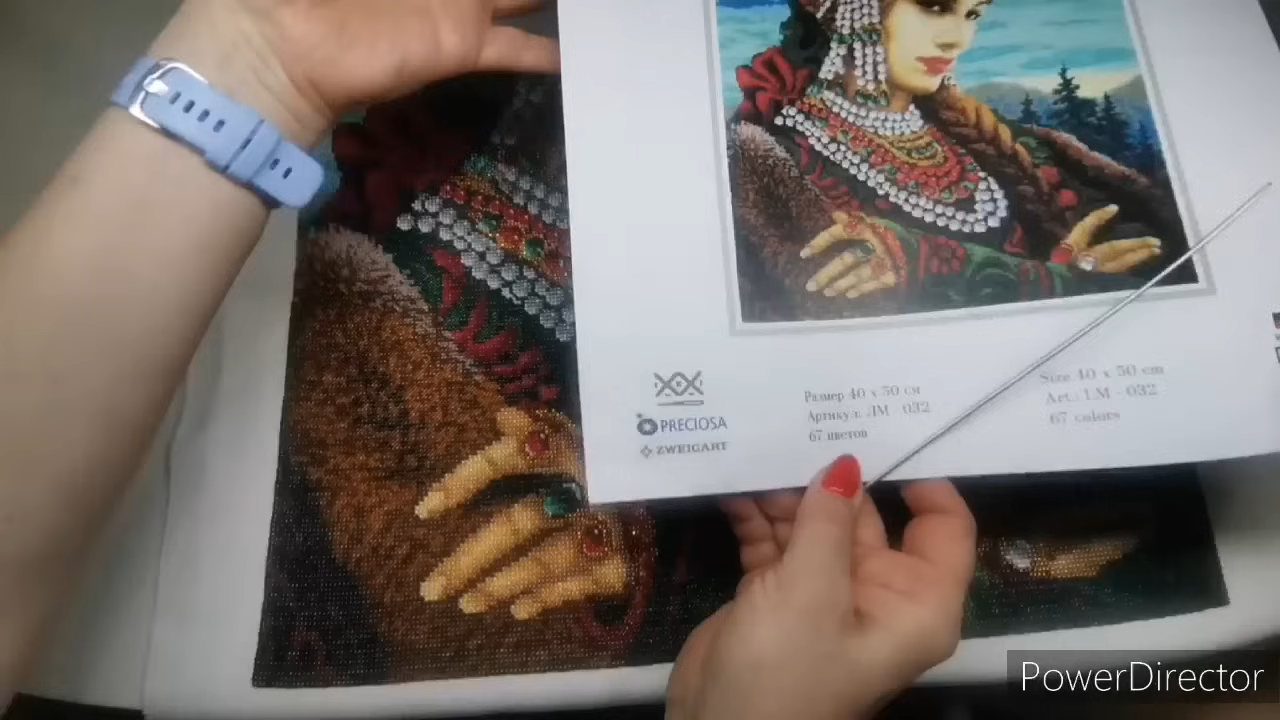 PRECIOSA
ZWEIGART
Размер 40 x 50 см
Артикул: ЛМ - 032
67 цветов
Size 40 x 50 cm
Art.: LM - 032
67 colors
PowerDirector